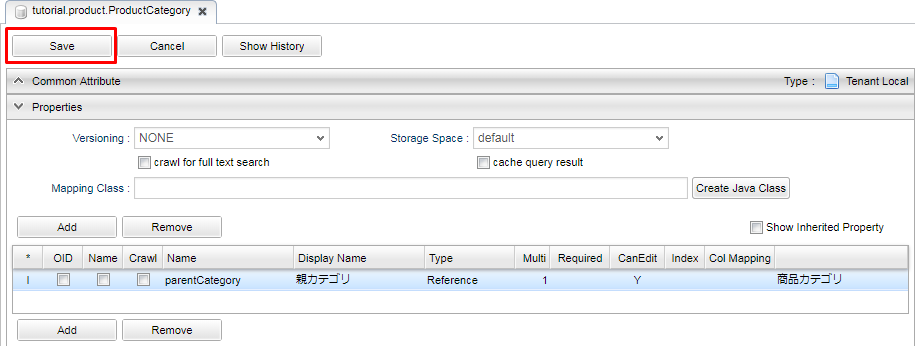 tutorial.product.ProductCategory
Save Cancel Show History
Common Attribute Type : Tenant Local
Properties
Versioning : NONE Storage Space : default
crawl for full text search cache query result
Mapping Class : Create Java Class
Add Remove Show Inherited Property
* OID Name Crawl Name Display Name Type Multi Required CanEdit Index Col Mapping
I parentCategory 親カテゴリ Reference 1 Y 商品カテゴリ
Add Remove